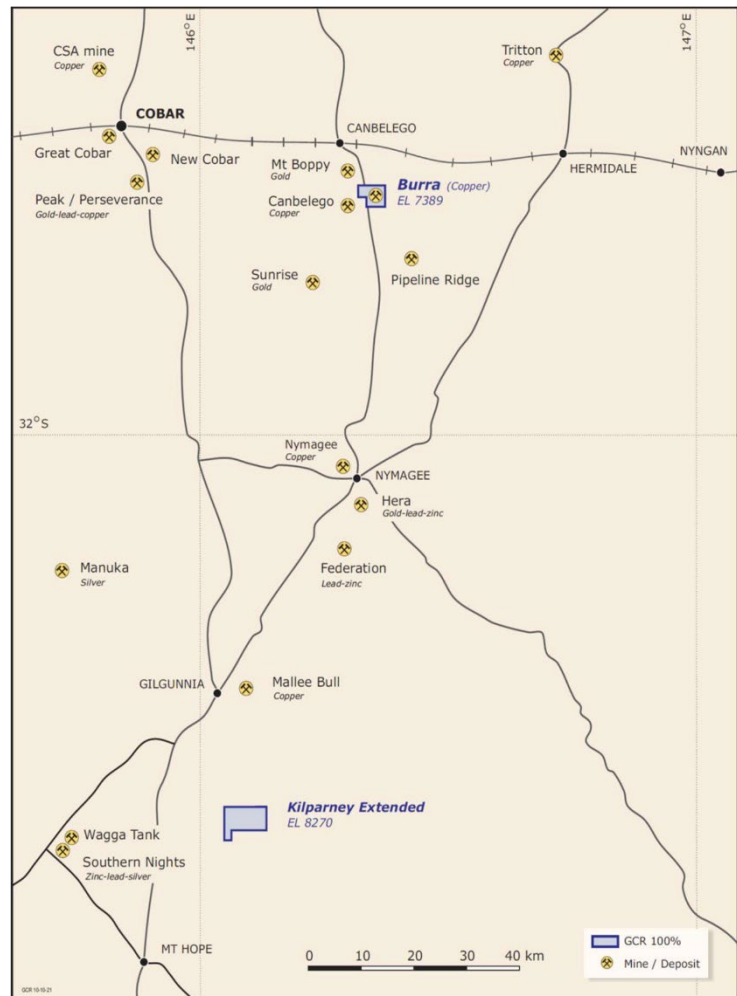 146°E
147°E
CSA mine
Copper
Tritton
Copper
COBAR
CANBELEGO
Great Cobar
New Cobar
HERMIDALE
NYNGAN
Mt Boppy
Gold
Burra (Copper)
EL 7389
Peak / Perseverance
Gold-lead-copper
Canbelego
Copper
Sunrise
Gold
Pipeline Ridge
32°S
Nymagee
Copper
NYMAGEE
Hera
Gold-lead-zinc
Manuka
Silver
Federation
Lead-zinc
GILGUNNIA
Mallee Bull
Copper
Kilparney Extended
EL 8270
Wagga Tank
Southern Nights
Zinc-lead-silver
MT HOPE
0 10 20 30 40 km
GCR 100%
Mine / Deposit